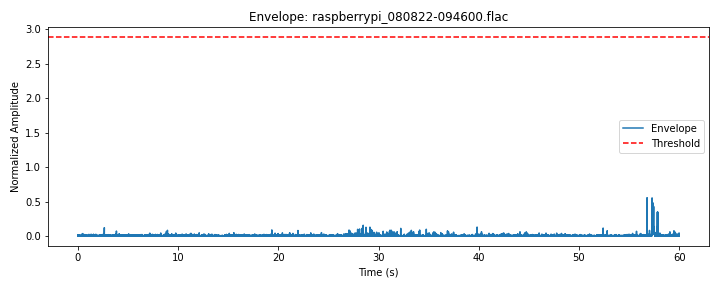 Envelope: raspberrypi_080822-094600.flac
3.0
2.5
2.0
1.5
1.0
0.5
0.0
Normalized Amplitude
Envelope
Threshold
0 10 20 30 40 50 60
Time (s)